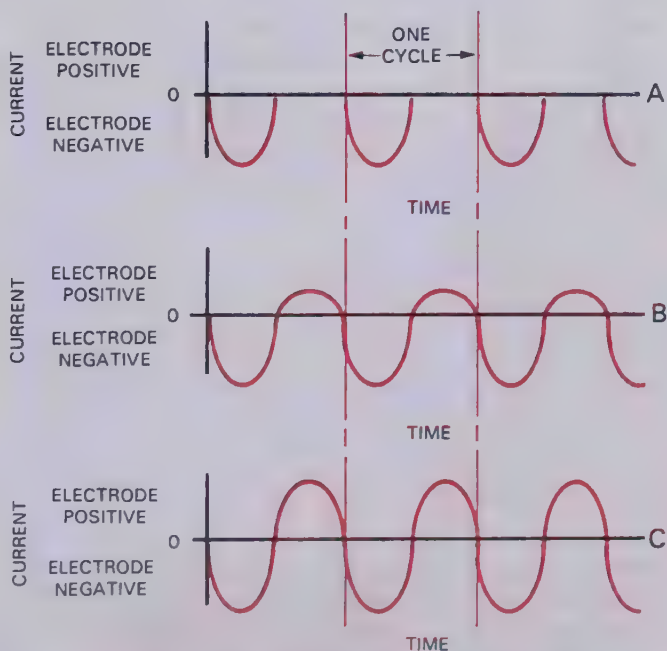 ONE
CYCLE
CURRENT
ELECTRODE
POSITIVE
0
ELECTRODE
NEGATIVE
A
TIME
CURRENT
ELECTRODE
POSITIVE
0
ELECTRODE
NEGATIVE
B
TIME
CURRENT
ELECTRODE
POSITIVE
0
ELECTRODE
NEGATIVE
C
TIME